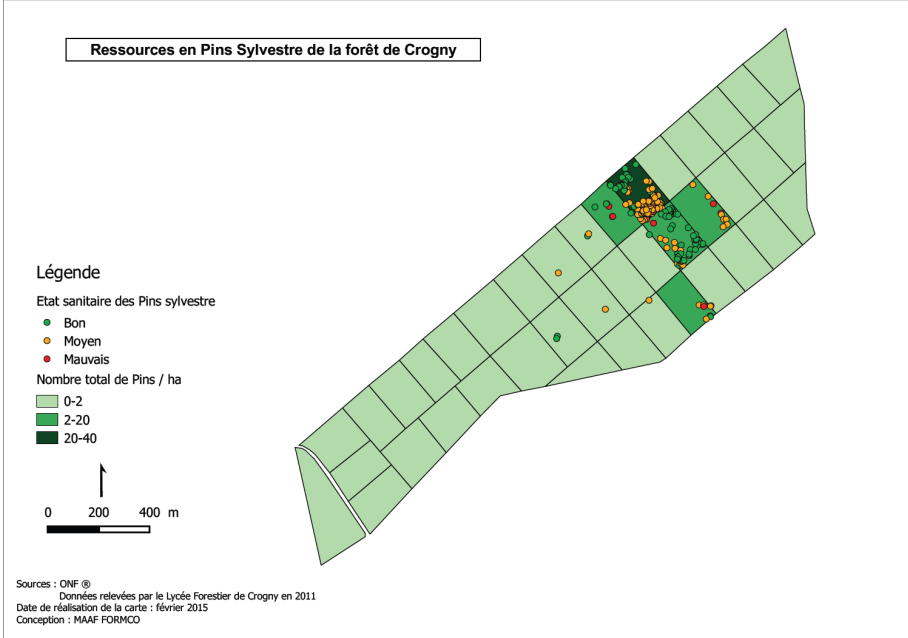 Ressources en Pins Sylvestre de la forêt de Crogny
Légende
Etat sanitaire des Pins sylvestre
Bon
Moyen
Mauvais
Nombre total de Pins / ha
0-2
2-20
20-40
0 200 400 m
Sources : ONF ®
Données relevées par le Lycée Forestier de Crogny en 2011
Date de réalisation de la carte : février 2015
Conception : MAAF FORMCO